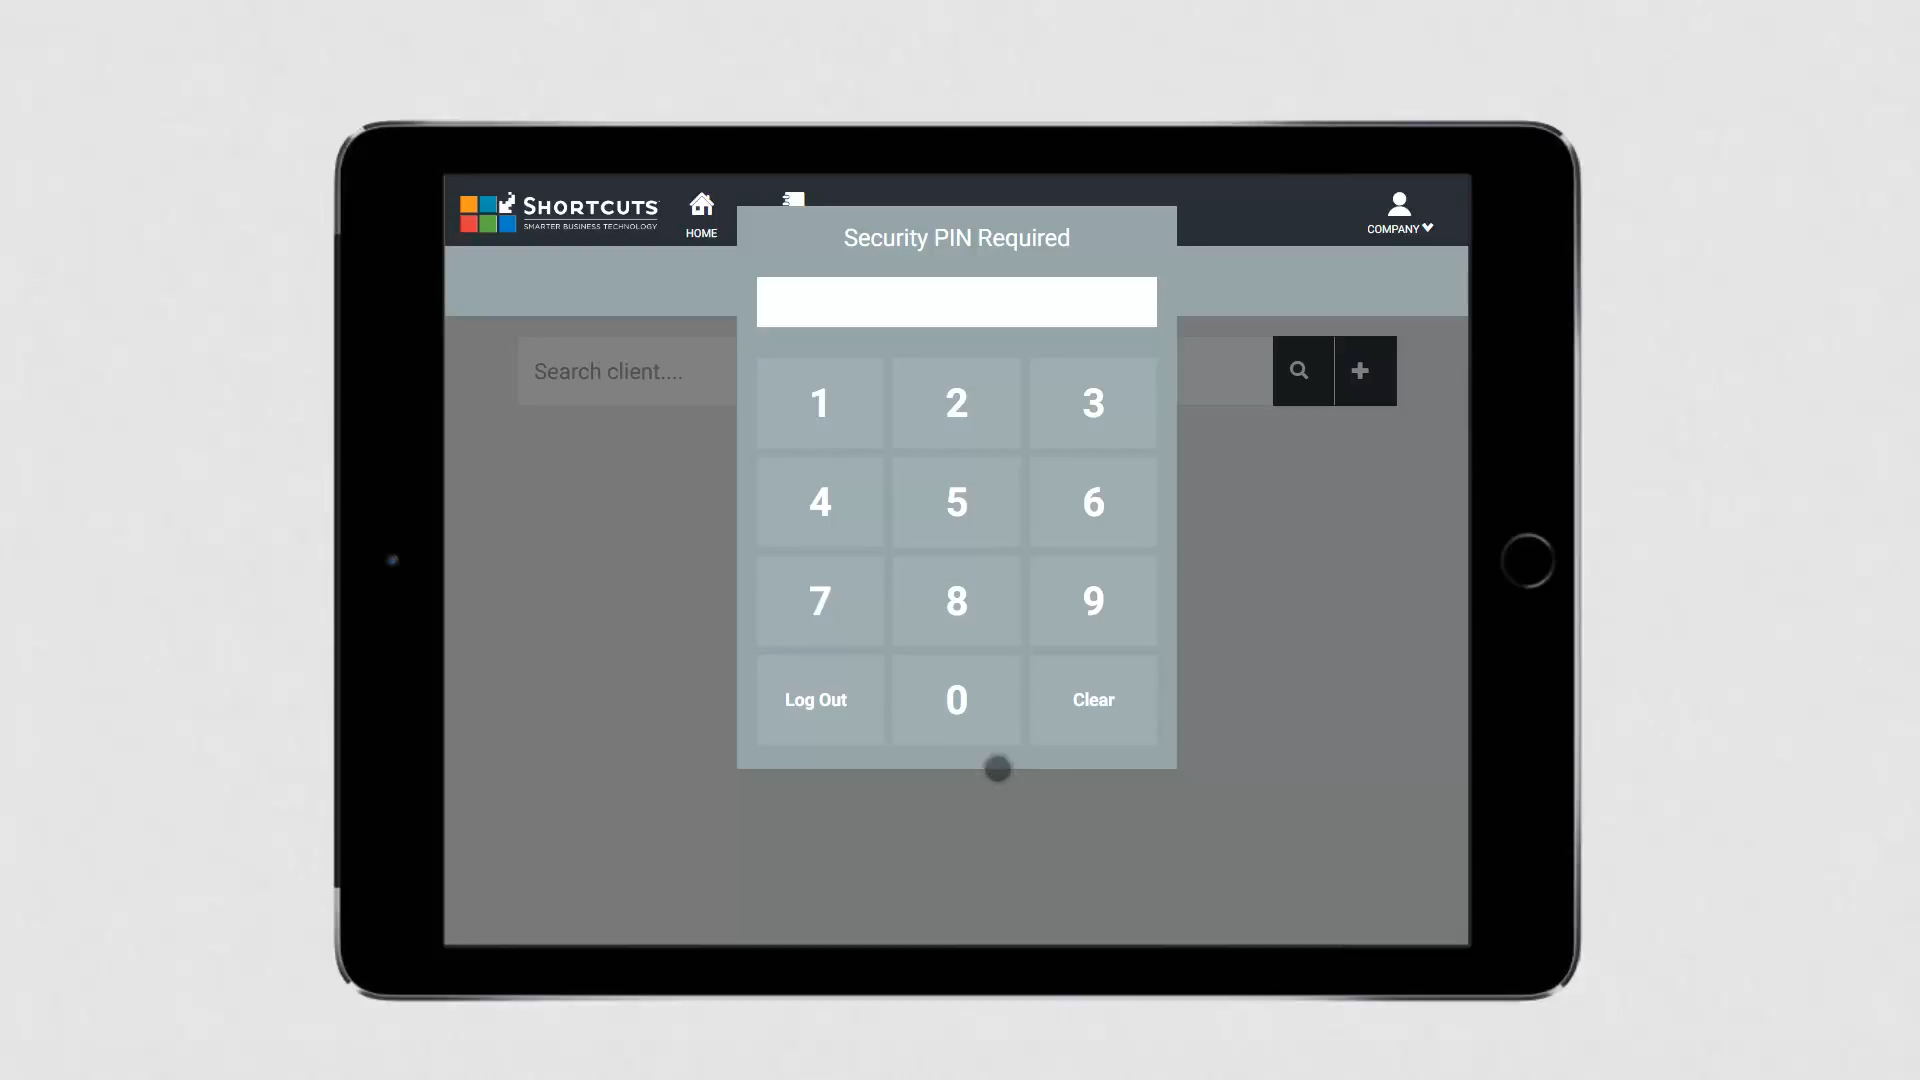 SHORTCUTS
SMARTER BUSINESS TECHNOLOGY
HOME
COMPANY
Security PIN Required
Search client....
1 2 3
4 5 6
7 8 9
Log Out 0 Clear